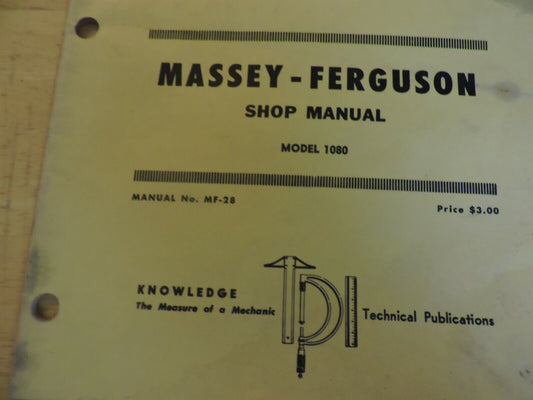 MASSEY-FERGUSON
SHOP MANUAL
MODEL 1080
MANUAL No. MF-28
Price $3.00
KNOWLEDGE
The Measure of a Mechanic
TPI
Technical Publications